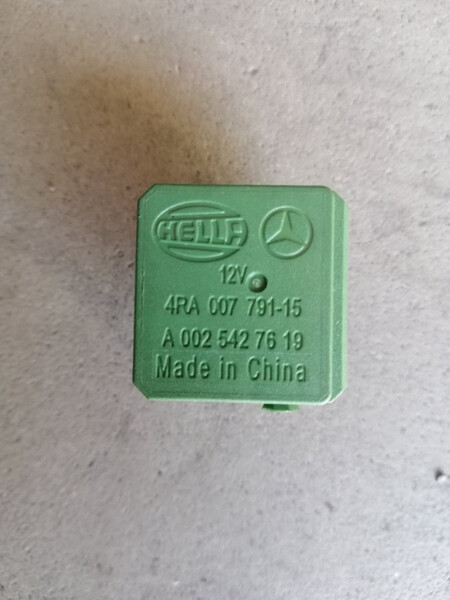 HELLA
12V
4RA 007 791-15
A 002 542 76 19
Made in China